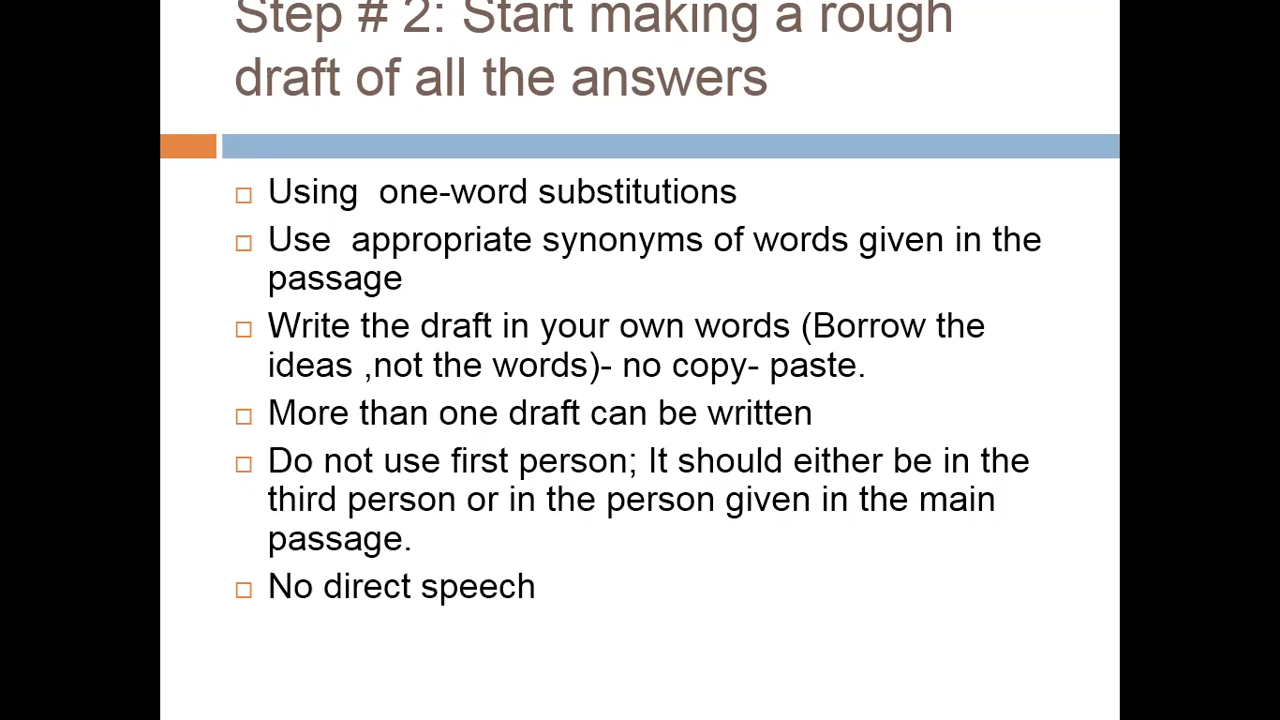 Step # 2: Start making a rough
draft of all the answers
Using  one-word substitutions
Use  appropriate synonyms of words given in the
passage
Write the draft in your own words (Borrow the
ideas ,not the words)- no copy- paste.
More than one draft can be written
Do not use first person; It should either be in the
third person or in the person given in the main
passage.
No direct speech